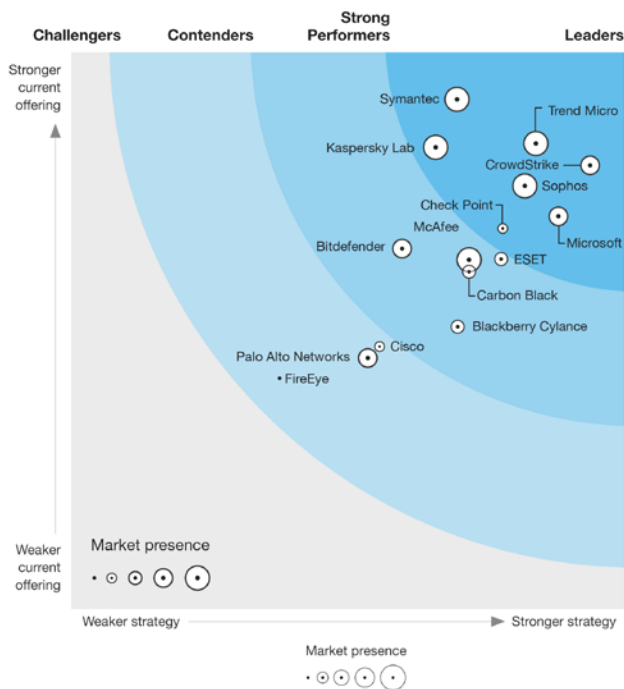 Challengers
Contenders
Strong
Performers
Leaders
Stronger
current
offering
Symantec
Trend Micro
Kaspersky Lab
CrowdStrike
Sophos
Check Point
McAfee
Microsoft
Bitdefender
ESET
Carbon Black
Blackberry Cylance
Cisco
Palo Alto Networks
FireEye
Weaker
current
offering
Market presence
Weaker strategy
Stronger strategy
Market presence